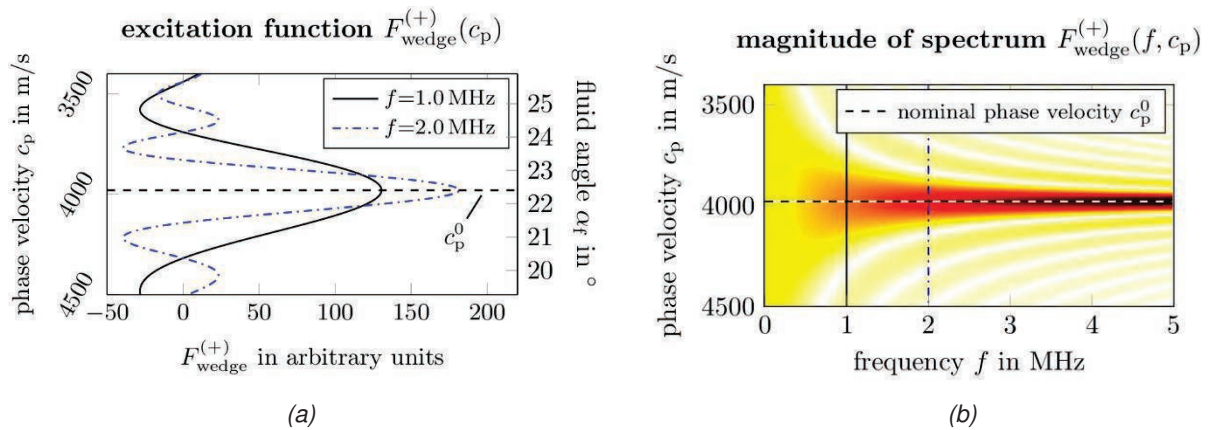 excitation function F_wedge^(+)(c_p)
phase velocity c_p in m/s
3500
4000
4500
f=1.0 MHz
f=2.0 MHz
c_p^0
25
24
23
22
21
20
fluid angle α_f in °
−50 0 50 100 150 200
F_wedge^(+) in arbitrary units
(a)
magnitude of spectrum F_wedge^(+)(f, c_p)
phase velocity c_p in m/s
3500
4000
4500
nominal phase velocity c_p^0
0 1 2 3 4 5
frequency f in MHz
(b)